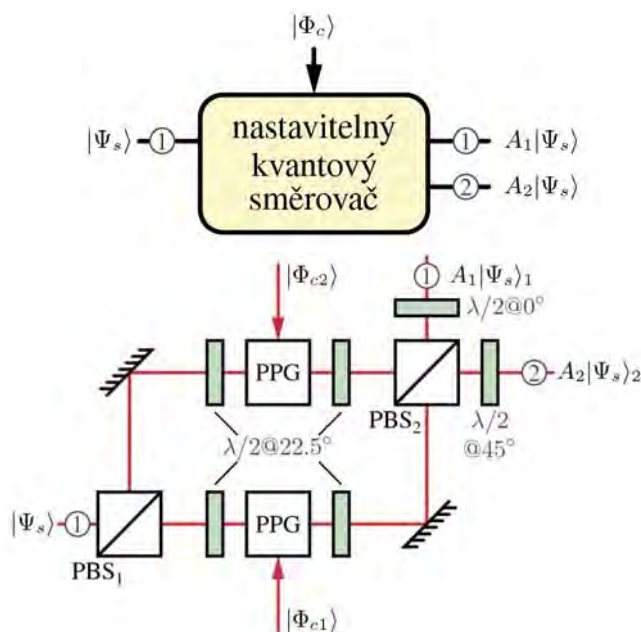 |Φc⟩
|Ψs⟩ 1
nastavitelný
kvantový
směrovač
1 A1|Ψs⟩
2 A2|Ψs⟩
|Φc2⟩
1 A1|Ψs⟩1
λ/2@0°
PPG
PBS2
2 A2|Ψs⟩2
λ/2
@45°
λ/2@22.5°
|Ψs⟩ 1
PBS1
PPG
|Φc1⟩